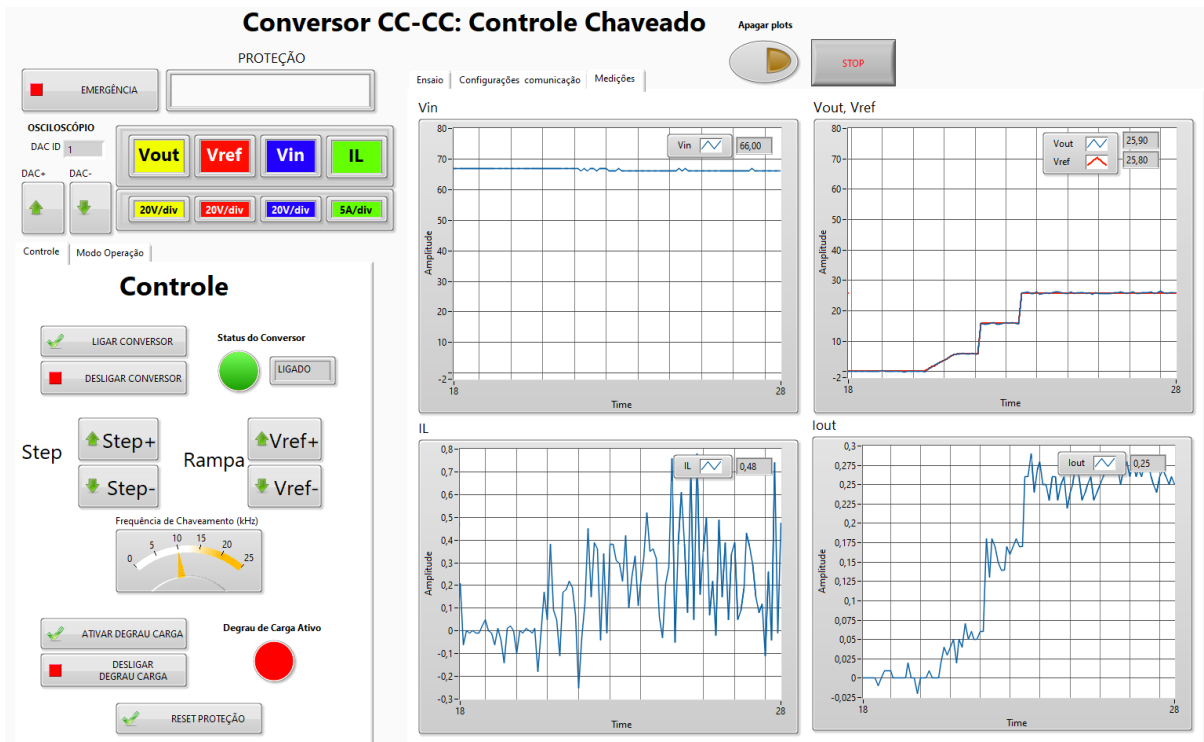 Conversor CC-CC: Controle Chaveado
Apagar plots
STOP
PROTEÇÃO
EMERGÊNCIA
OSCILOSCÓPIO
DAC ID 1
DAC+ DAC-
Vout Vref Vin IL
20V/div 20V/div 20V/div 5A/div
Controle Modo Operação
Controle
LIGAR CONVERSOR
DESLIGAR CONVERSOR
Status do Conversor
LIGADO
Step
Step+
Step-
Rampa
Vref+
Vref-
Frequência de Chaveamento (kHz)
0 5 10 15 20 25
ATIVAR DEGRAU CARGA
DESLIGAR
DEGRAU CARGA
Degrau de Carga Ativo
RESET PROTEÇÃO
Ensaio Configurações comunicação Medições
Vin
Vin 66,00
Amplitude
80
70
60
50
40
30
20
10
-2
18 28
Time
Vout, Vref
Vout 25,90
Vref 25,80
Amplitude
80
70
60
50
40
30
20
10
-2
18 28
Time
IL
IL 0,48
Amplitude
0,8
0,7
0,6
0,5
0,4
0,3
0,2
0,1
0
-0,1
-0,2
-0,3
18 28
Time
Iout
Iout 0,25
Amplitude
0,3
0,275
0,25
0,225
0,2
0,175
0,15
0,125
0,1
0,075
0,05
0,025
0
-0,025
18 28
Time